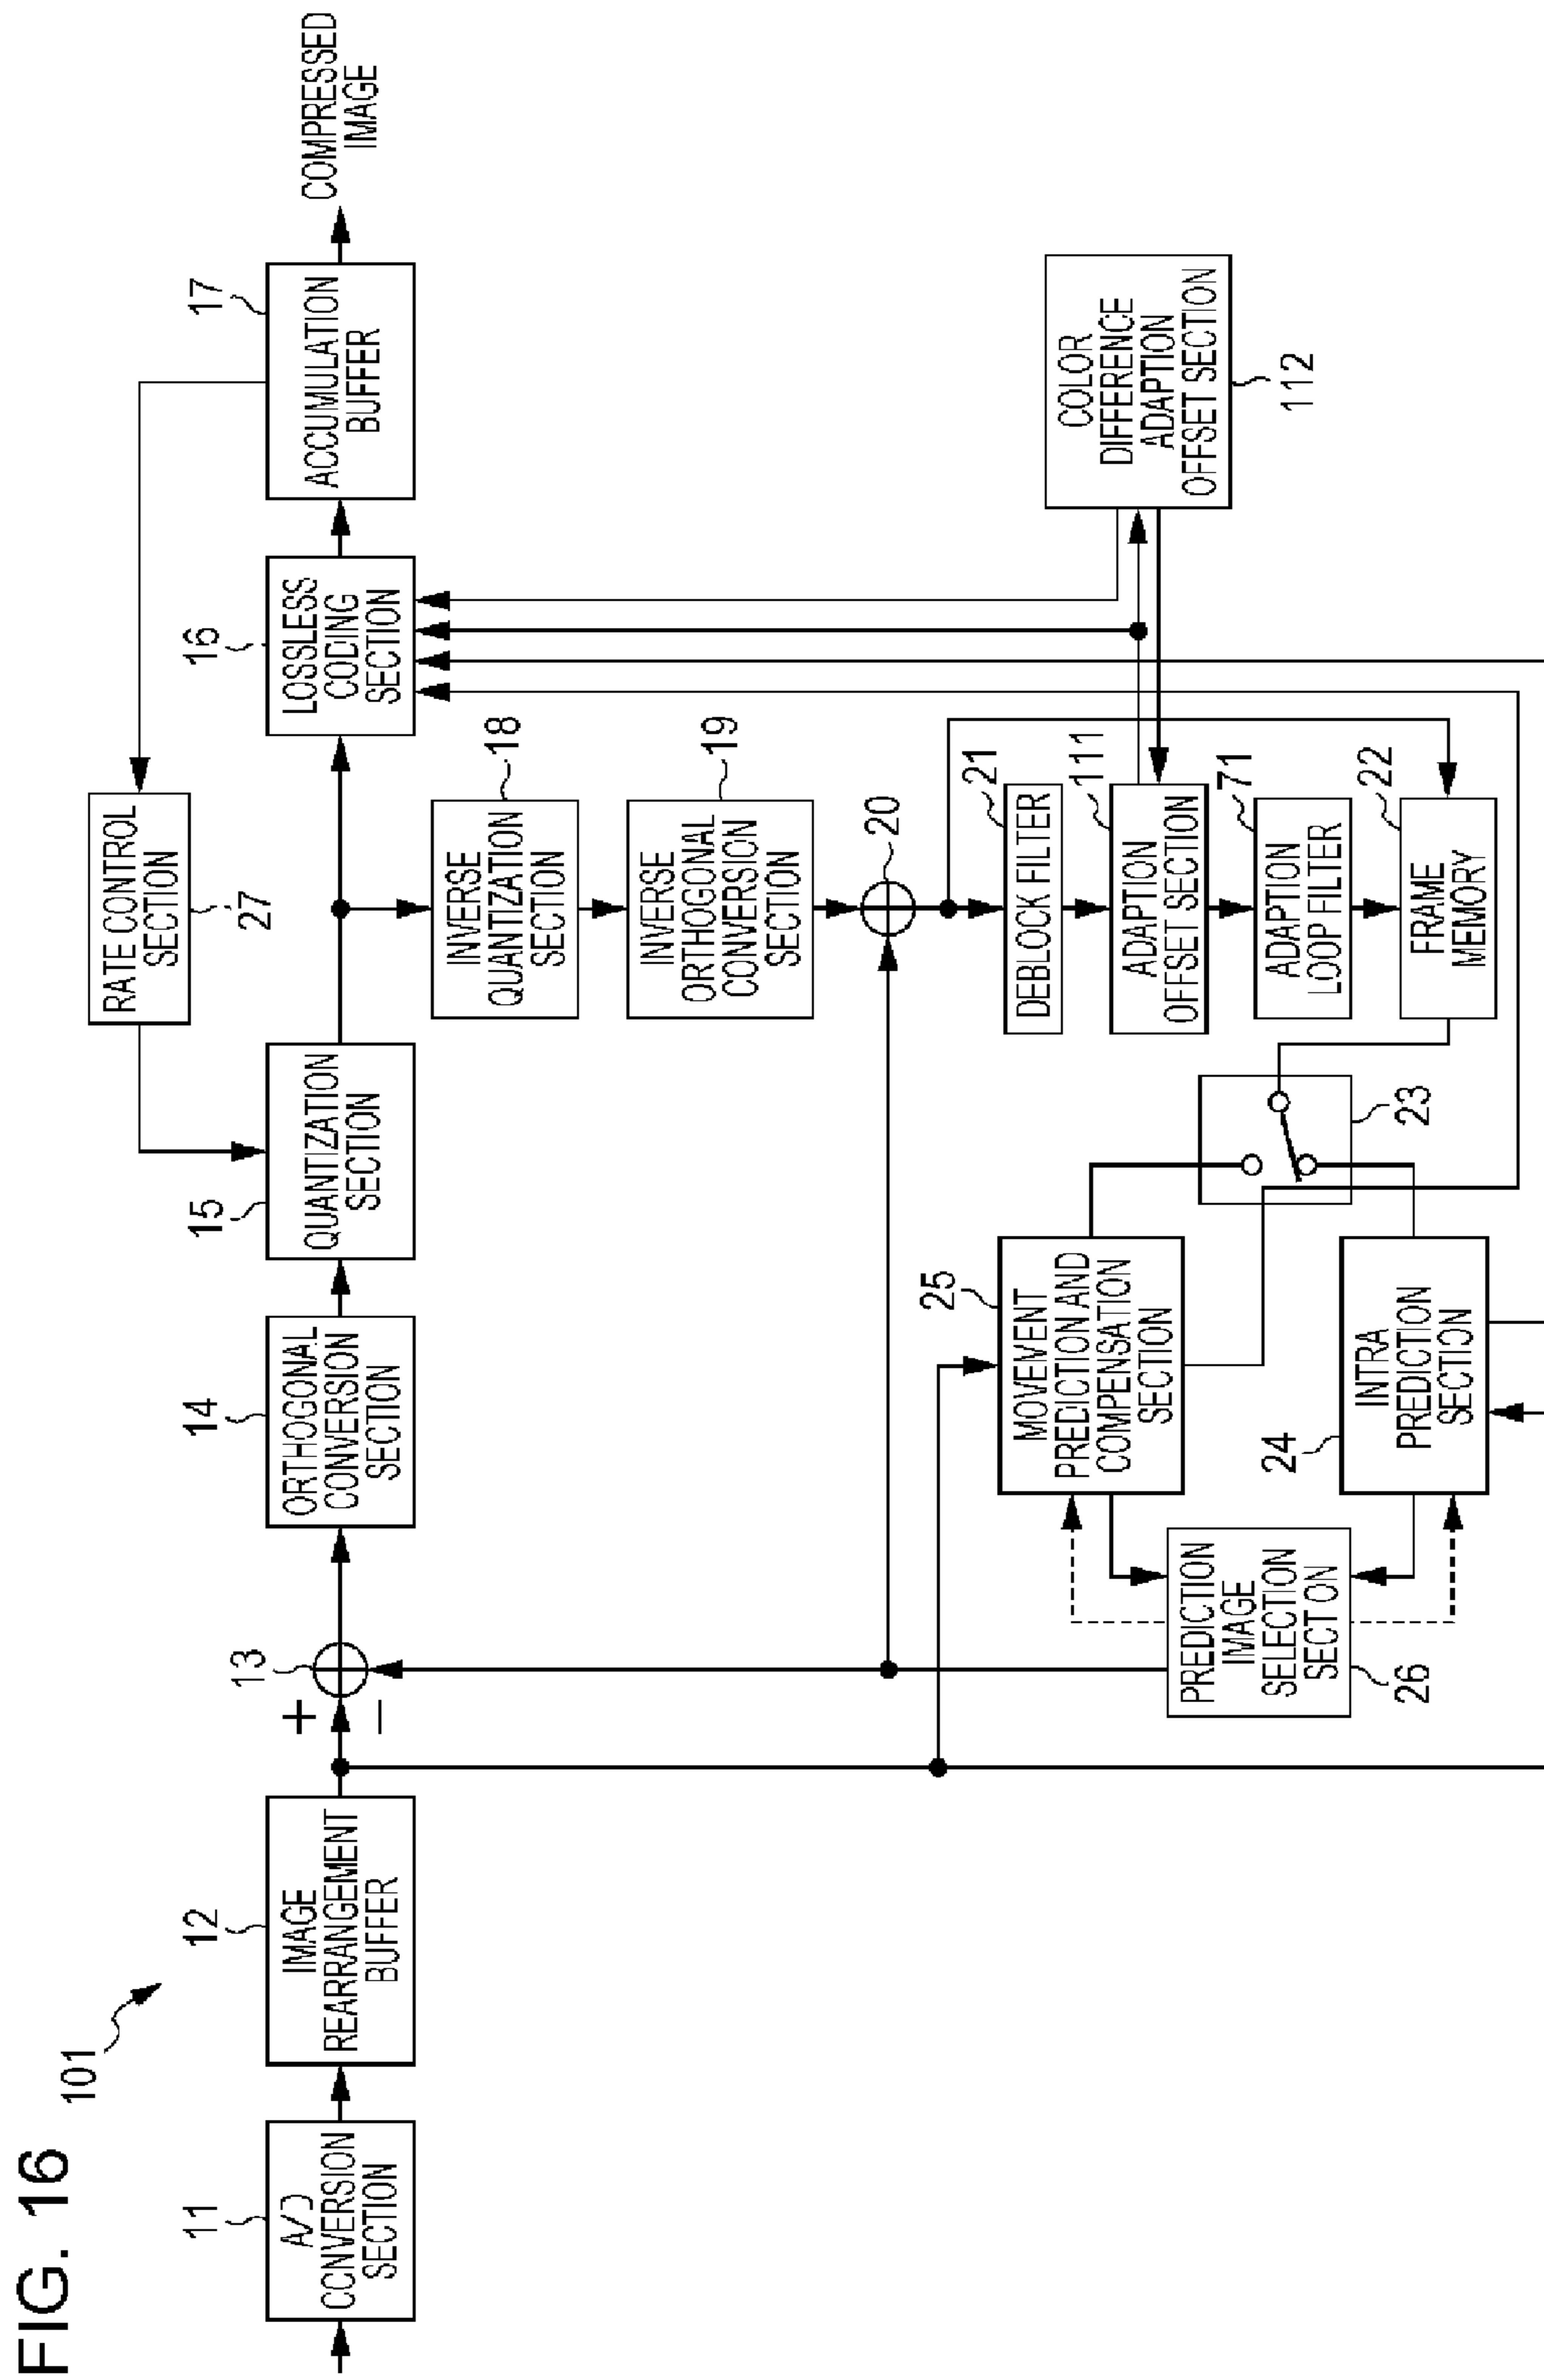 FIG. 16
101
11
A/D
CCNVERSION
SECTION
12
IMAGE
REARRANGEMENT
BUFFER
13
+
−
14
ORTHOGONAL
CONVERSION
SECTION
15
QUANTIZATION
SECTION
16
LOSSLESS
CODING
SECTION
17
ACCUMULATION
BUFFER
COMPRESSED
IMAGE
RATE CONTROL
SECTION
27
INVERSE
QUANTIZATION
SECTION
18
INVERSE
ORTHOGONAL
CONVERSION
SECTION
19
20
DEBLOCK FILTER
21
ADAPTION
OFFSET SECTION
111
ADAPTION
LOOP FILTER
71
FRAME
MEMORY
22
COLOR
DIFFERENCE
ADAPTION
OFFSET SECTION
112
23
25
MOVEMENT
PREDICTION AND
COMPENSATION
SECTION
24
INTRA
PREDICTION
SECTION
PREDICTION
IMAGE
SELECTION
SECT ON
26